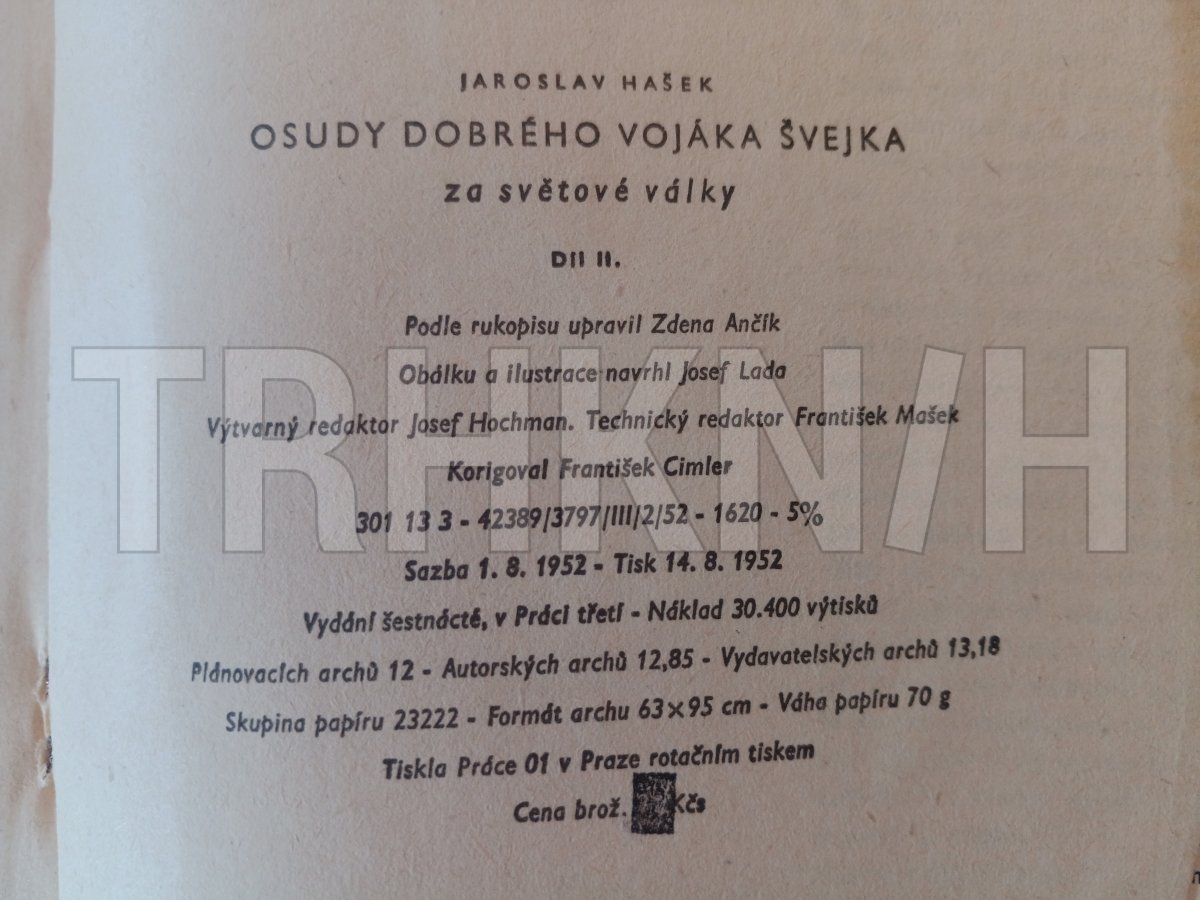 JAROSLAV HAŠEK
OSUDY DOBRÉHO VOJÁKA ŠVEJKA
za světové války
Díl II.
Podle rukopisu upravil Zdena Ančík
Obálku a ilustrace navrhl Josef Lada
Výtvarný redaktor Josef Hochman. Technický redaktor František Mašek
Korigoval František Cimler
301 13 3 - 42389/3797/III/2/52 - 1620 - 5%
Sazba 1. 8. 1952 - Tisk 14. 8. 1952
Vydání šestnácté, v Práci třetí - Náklad 30.400 výtisků
Plánovacích archů 12 - Autorských archů 12,85 - Vydavatelských archů 13,18
Skupina papíru 23222 - Formát archu 63×95 cm - Váha papíru 70 g
Tiskla Práce 01 v Praze rotačním tiskem
Cena brož. Kčs
TRHKNIH